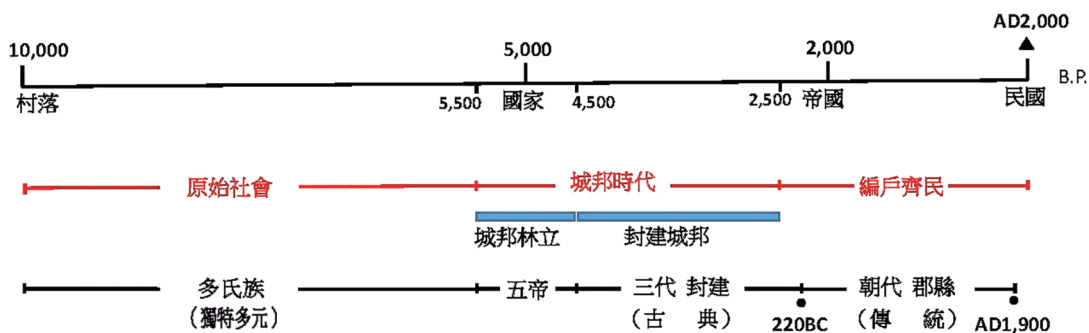 AD2,000
10,000 5,000 2,000
B.P.
村落 5,500 國家 4,500 2,500 帝國 民國
原始社會 城邦時代 編戶齊民
城邦林立 封建城邦
多氏族 五帝 三代 封建 朝代 郡縣
(獨特多元) (古 典) 220BC (傳 統) AD1,900